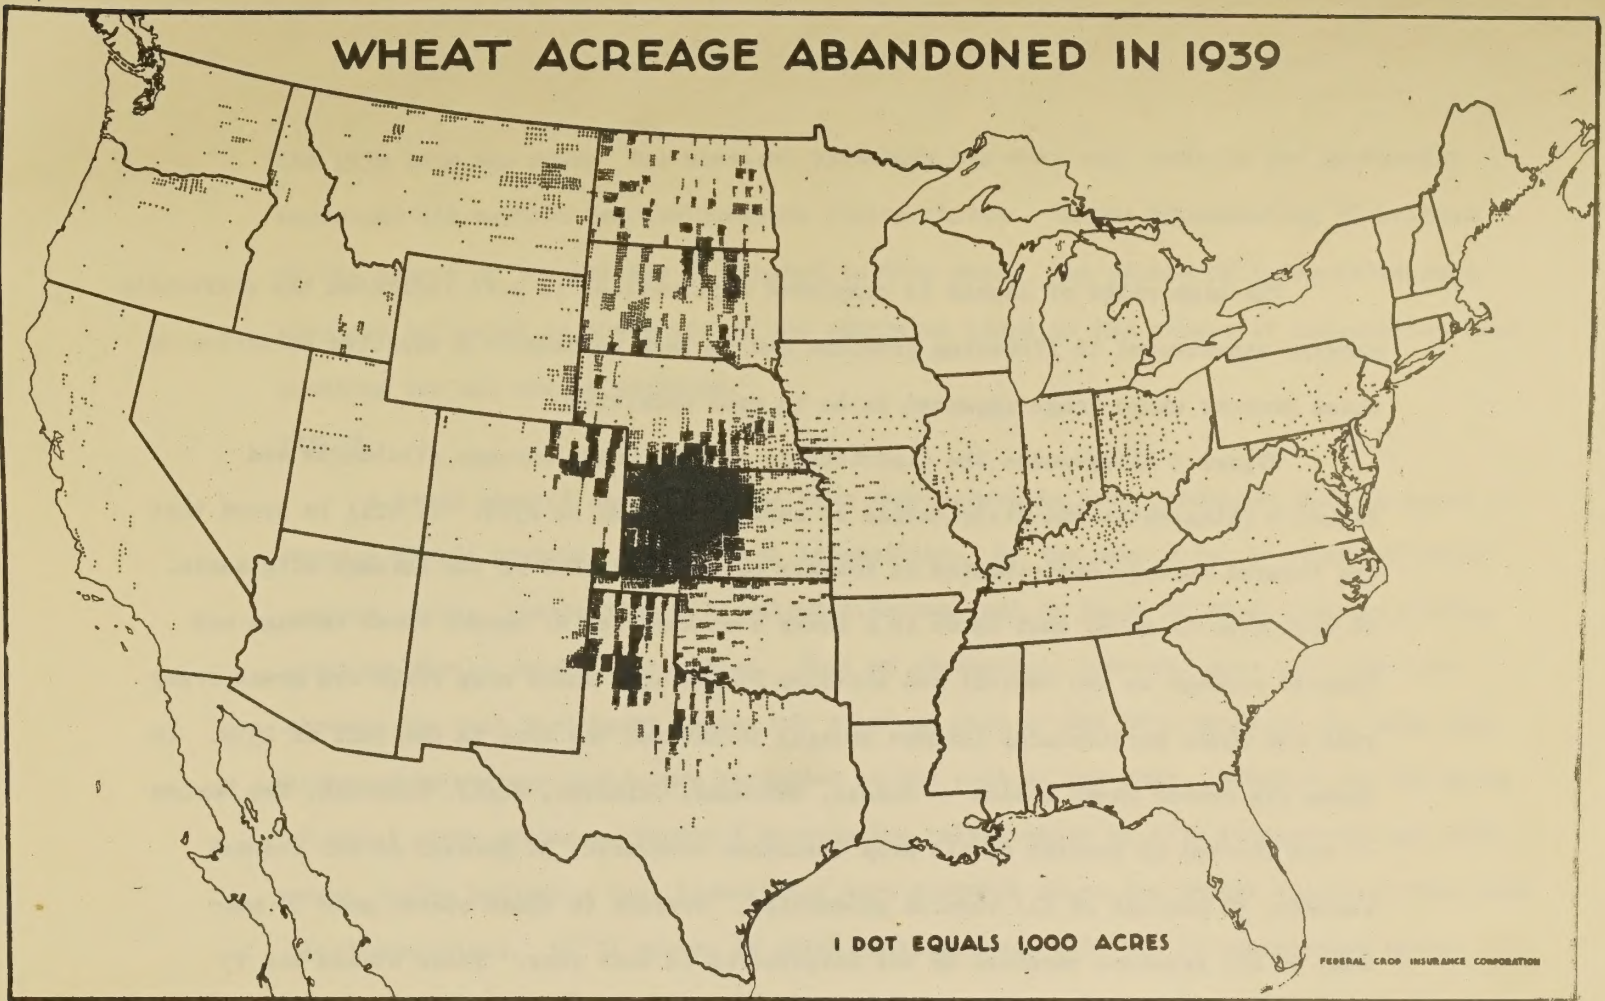 WHEAT ACREAGE ABANDONED IN 1939
1 DOT EQUALS 1,000 ACRES
FEDERAL CROP INSURANCE CORPORATION